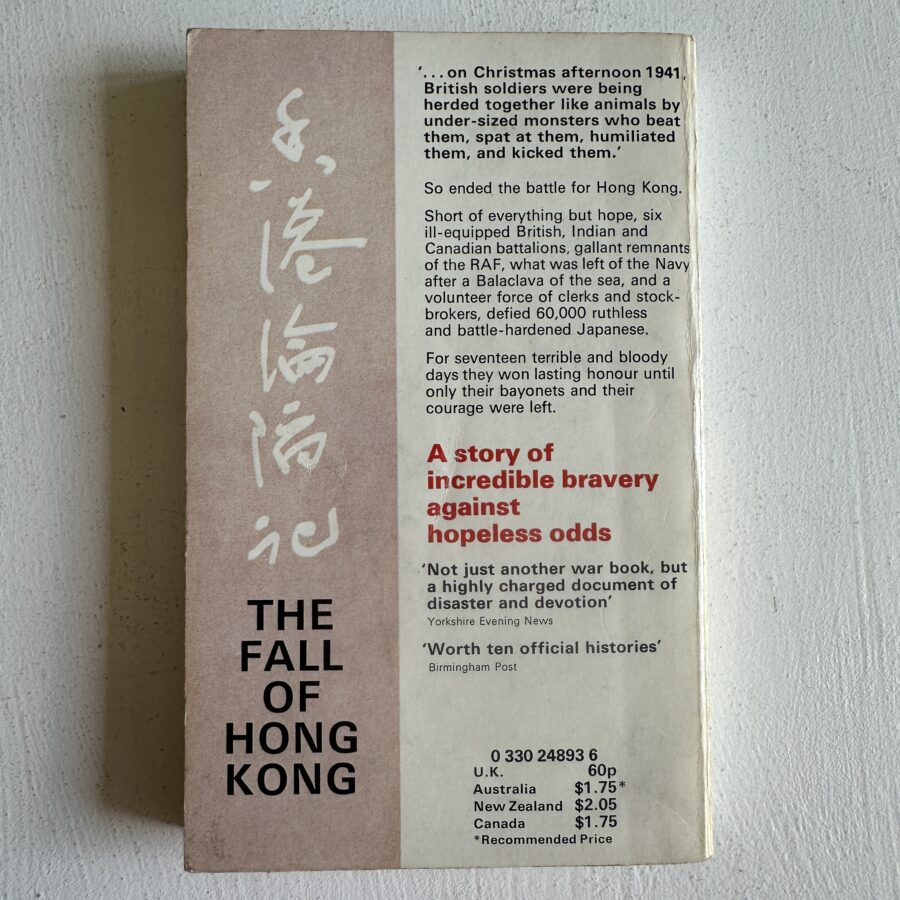 香港淪陷記
THE
FALL
OF
HONG
KONG
'...on Christmas afternoon 1941,
British soldiers were being
herded together like animals by
under-sized monsters who beat
them, spat at them, humiliated
them, and kicked them.'
So ended the battle for Hong Kong.
Short of everything but hope, six
ill-equipped British, Indian and
Canadian battalions, gallant remnants
of the RAF, what was left of the Navy
after a Balaclava of the sea, and a
volunteer force of clerks and stock-
brokers, defied 60,000 ruthless
and battle-hardened Japanese.
For seventeen terrible and bloody
days they won lasting honour until
only their bayonets and their
courage were left.
A story of
incredible bravery
against
hopeless odds
'Not just another war book, but
a highly charged document of
disaster and devotion'
Yorkshire Evening News
'Worth ten official histories'
Birmingham Post
0 330 24893 6
U.K. 60p
Australia $1.75*
New Zealand $2.05
Canada $1.75
*Recommended Price